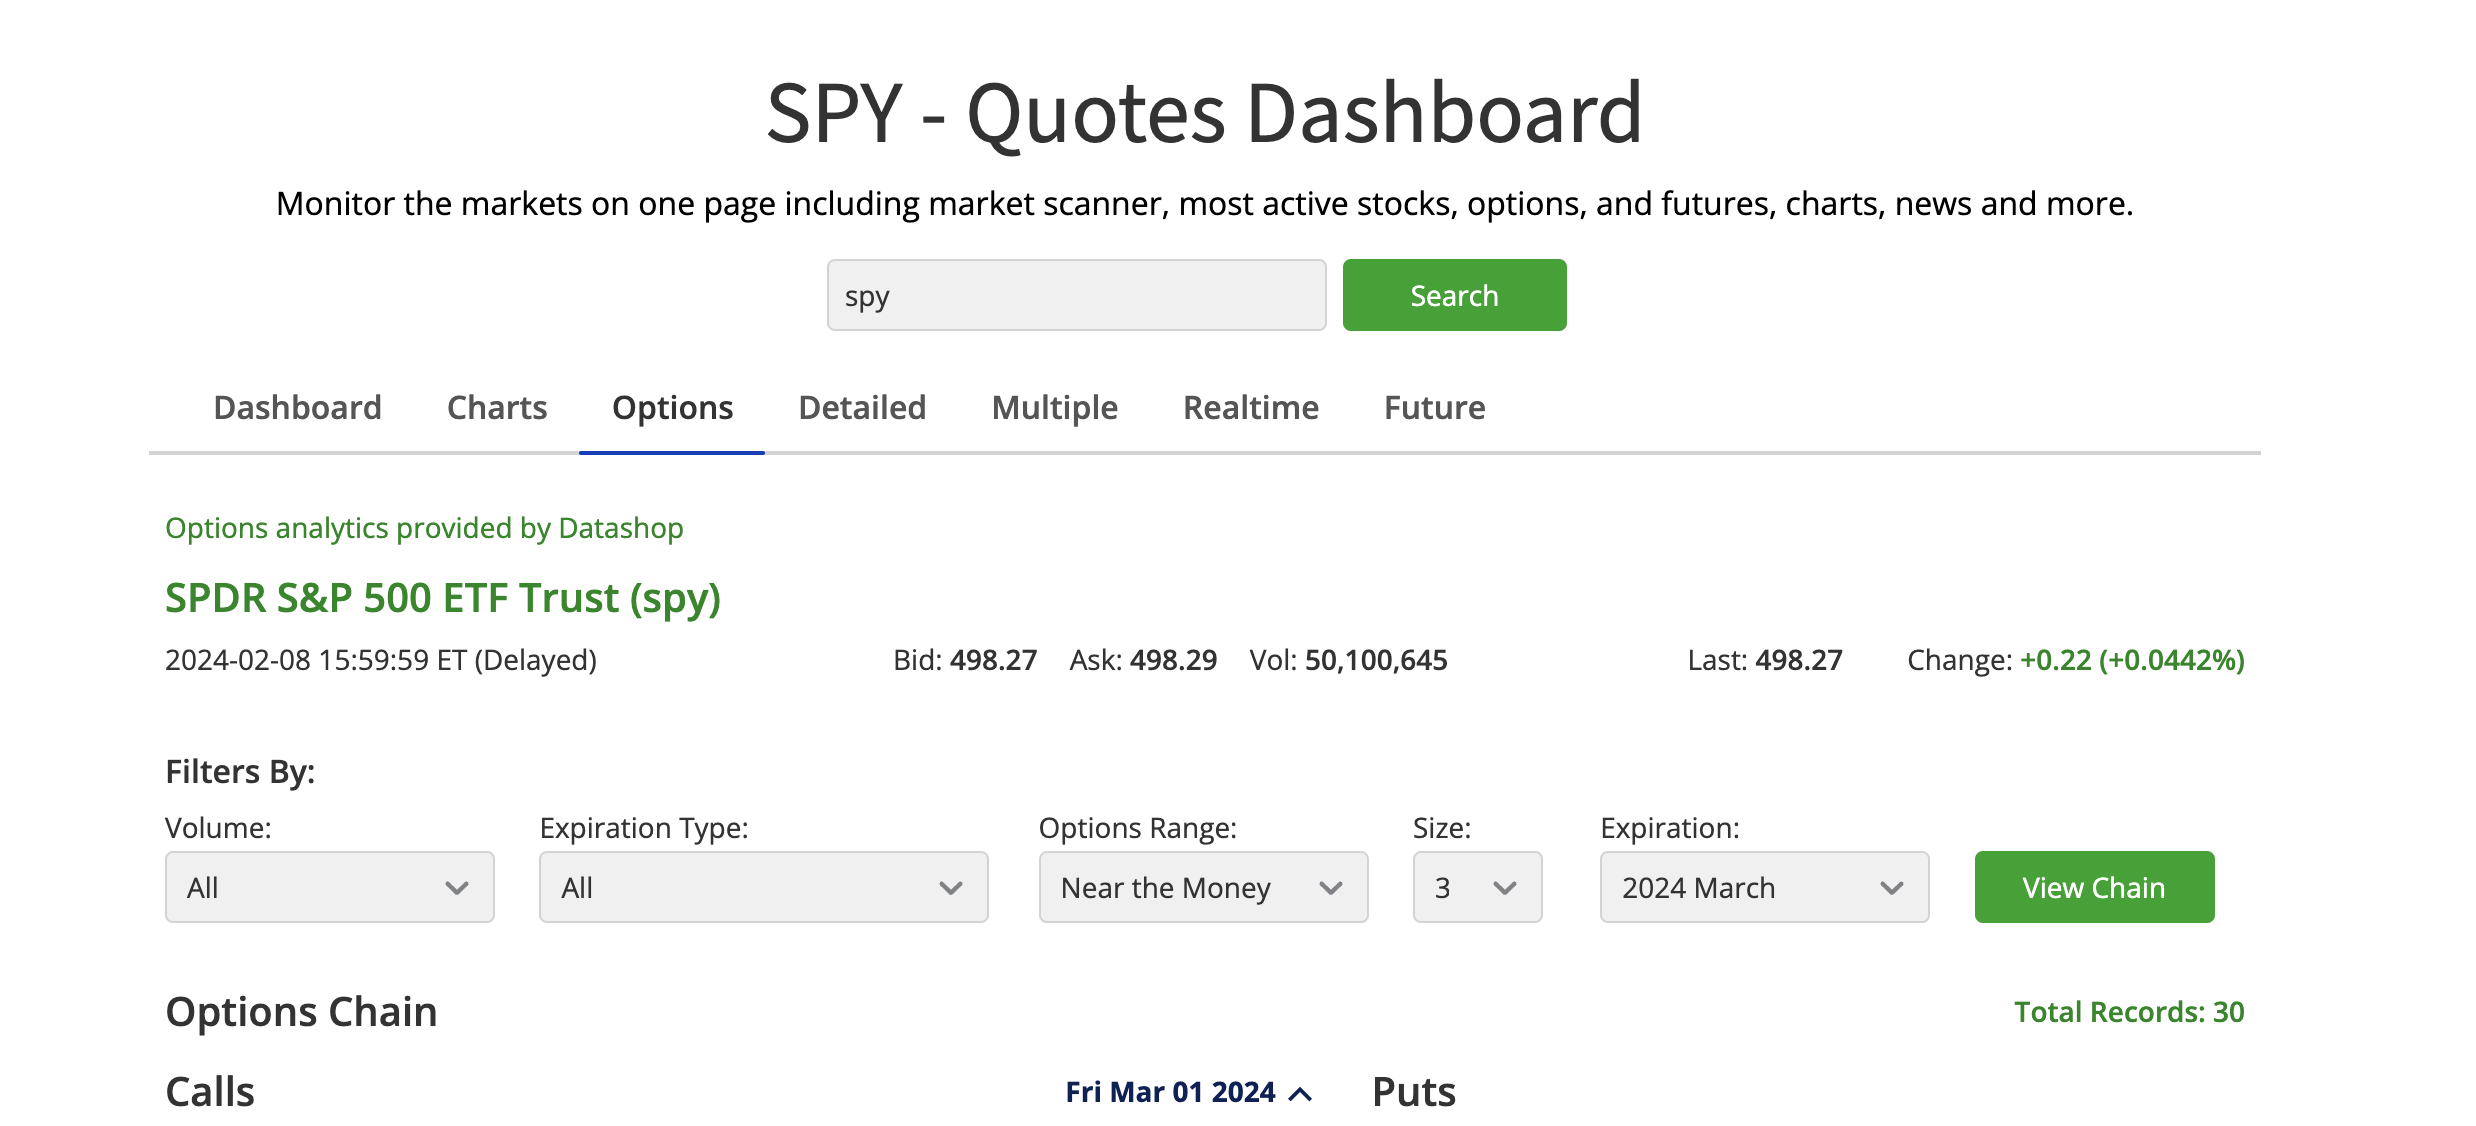 SPY - Quotes Dashboard
Monitor the markets on one page including market scanner, most active stocks, options, and futures, charts, news and more.
spy Search
Dashboard Charts Options Detailed Multiple Realtime Future
Options analytics provided by Datashop
SPDR S&P 500 ETF Trust (spy)
2024-02-08 15:59:59 ET (Delayed) Bid: 498.27 Ask: 498.29 Vol: 50,100,645 Last: 498.27 Change: +0.22 (+0.0442%)
Filters By:
Volume: Expiration Type: Options Range: Size: Expiration:
All All Near the Money 3 2024 March View Chain
Options Chain Total Records: 30
Calls Fri Mar 01 2024 Puts